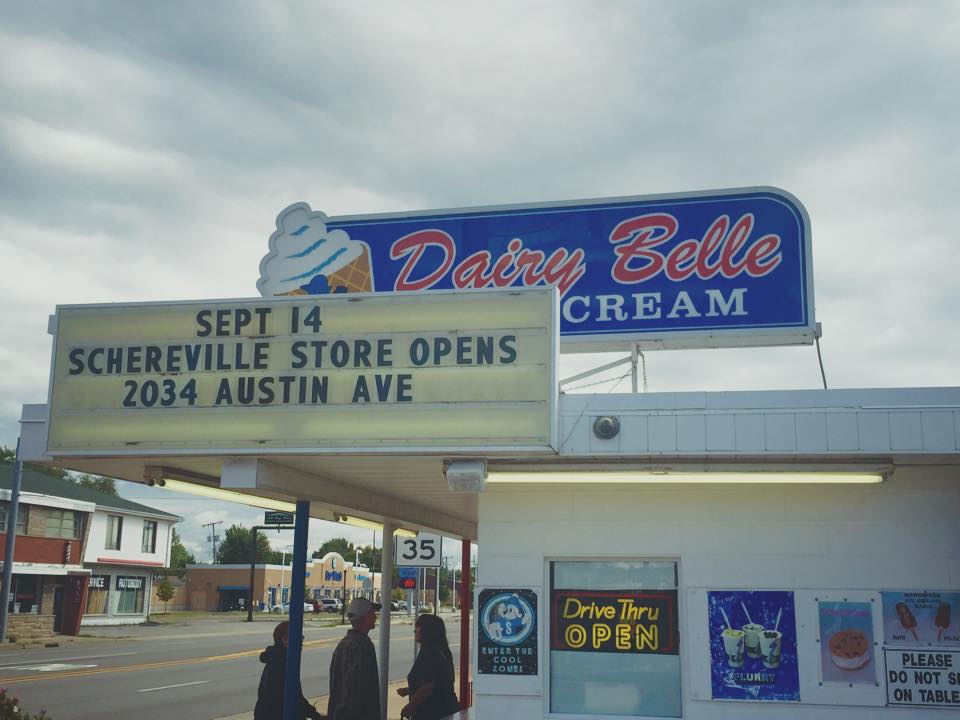 Dairy Belle
CREAM
SEPT 14
SCHEREVILLE STORE OPENS
2034 AUSTIN AVE
35
AUTOBODY
Drive Thru
OPEN
S
ENTER THE
COOL
ZONE!
FLURRY
PLEASE
DO NOT S
ON TABLE